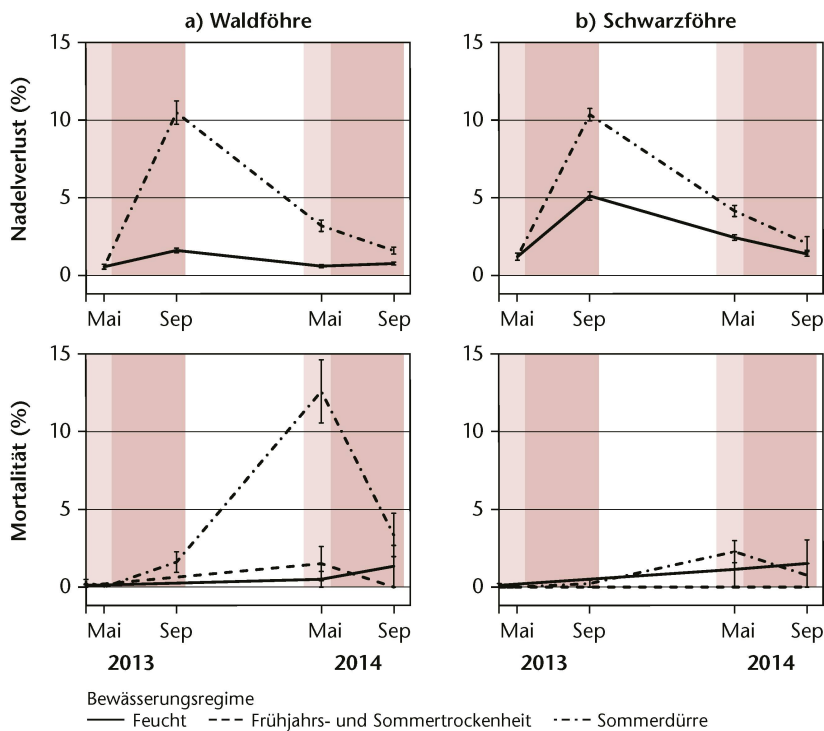 a) Waldföhre
b) Schwarzföhre
Nadelverlust (%)
15
10
5
0
Mai Sep Mai Sep
15
10
5
0
Mai Sep Mai Sep
Mortalität (%)
15
10
5
0
Mai Sep Mai Sep
2013 2014
15
10
5
0
Mai Sep Mai Sep
2013 2014
Bewässerungsregime
Feucht Frühjahrs- und Sommertrockenheit Sommerdürre